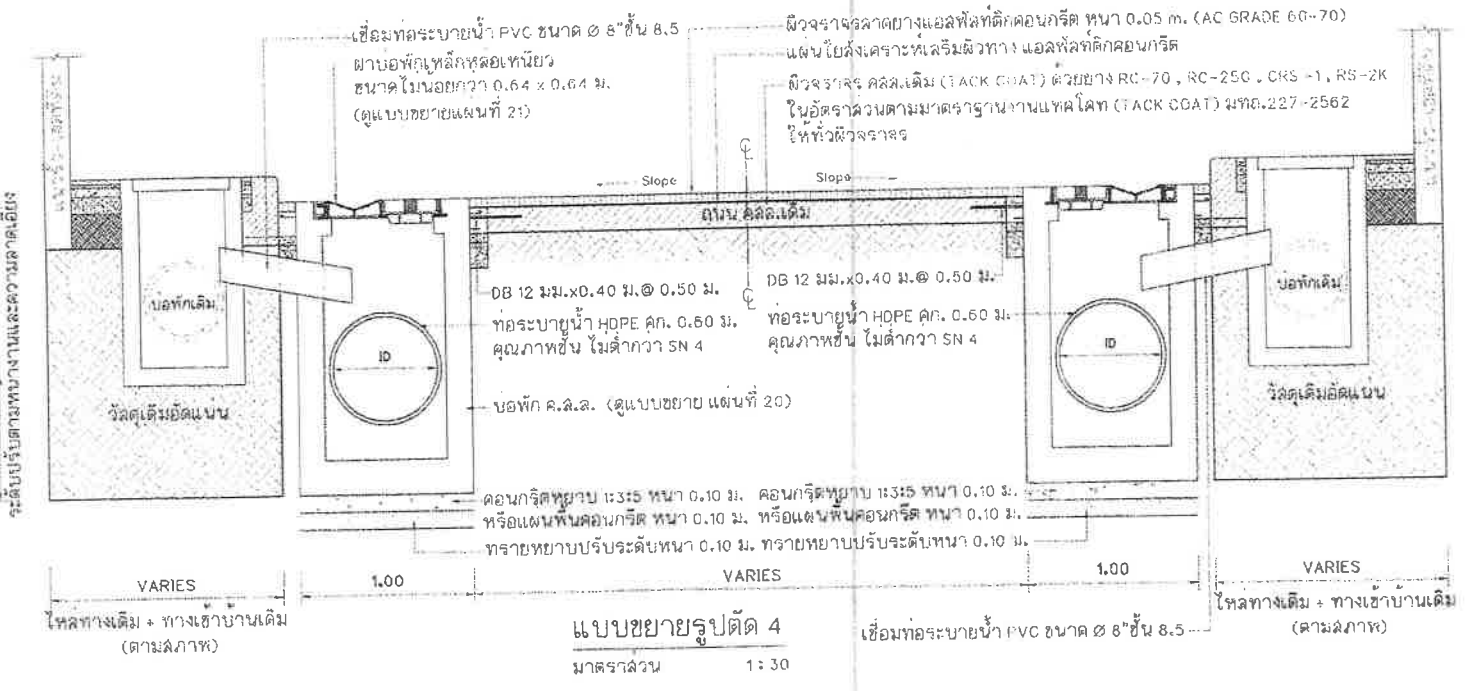 เชื่อมท่อระบายน้ำ PVC ขนาด Ø 8"ชั้น 8.5
ฝาบ่อพักเหล็กหล่อเหนียว
ขนาดไม่น้อยกว่า 0.64 x 0.64 ม.
(ดูแบบขยายแผ่นที่ 21)
ผิวจราจรลาดยางแอสฟัลท์ติกคอนกรีต หนา 0.05 m. (AC GRADE 60-70)
แผ่นใยสังเคราะห์เสริมผิวทาง แอสฟัลท์ติกคอนกรีต
ผิวจราจร คสล.เดิม (TACK COAT) ด้วยยาง RC-70 , RC-250 , CRS -1, RS-2K
ในอัตราส่วนตามมาตราฐานงานแทคโคท (TACK COAT) มทถ.227-2562
ให้ทั่วผิวจราจร
Slope
Slope
ถนน คสล.เดิม
ระดับปรับตามหน้างานและความลาดเอียง
บ่อพักเดิม
บ่อพักเดิม
DB 12 มม.x0.40 ม.@ 0.50 ม.
DB 12 มม.x0.40 ม.@ 0.50 ม.
ท่อระบายน้ำ HDPE ศก. 0.60 ม.
คุณภาพชั้น ไม่ต่ำกว่า SN 4
ท่อระบายน้ำ HDPE ศก. 0.60 ม.
คุณภาพชั้น ไม่ต่ำกว่า SN 4
ID
ID
วัสดุเดิมอัดแน่น
วัสดุเดิมอัดแน่น
บ่อพัก ค.ส.ล. (ดูแบบขยาย แผ่นที่ 20)
คอนกรีตหยาบ 1:3:5 หนา 0.10 ม. คอนกรีตหยาบ 1:3:5 หนา 0.10 ม.
หรือแผ่นพื้นคอนกรีต หนา 0.10 ม. หรือแผ่นพื้นคอนกรีต หนา 0.10 ม.
ทรายหยาบปรับระดับหนา 0.10 ม. ทรายหยาบปรับระดับหนา 0.10 ม.
VARIES
1.00
VARIES
1.00
VARIES
ไหล่ทางเดิม + ทางเข้าบ้านเดิม
(ตามสภาพ)
ไหล่ทางเดิม + ทางเข้าบ้านเดิม
(ตามสภาพ)
เชื่อมท่อระบายน้ำ PVC ขนาด Ø 8"ชั้น 8.5
แบบขยายรูปตัด 4
มาตราส่วน 1:30